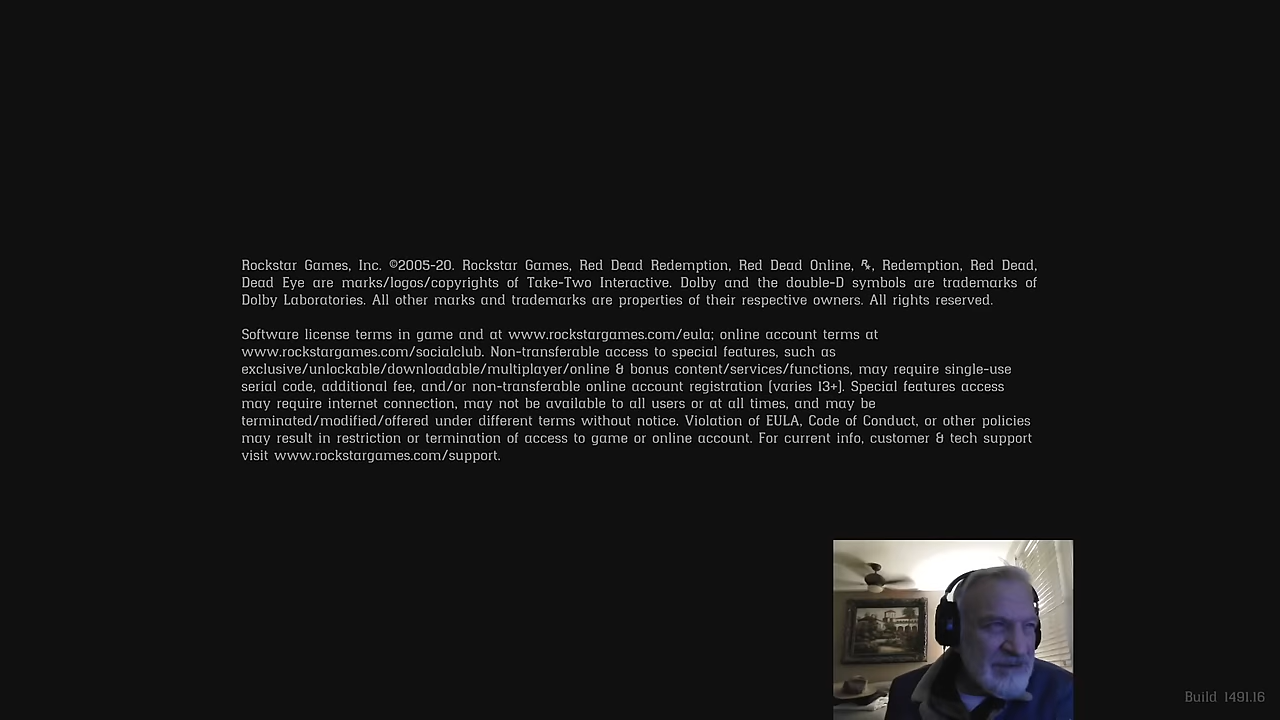 Rockstar Games, Inc. ©2005-20. Rockstar Games, Red Dead Redemption, Red Dead Online, R★, Redemption, Red Dead,
Dead Eye are marks/logos/copyrights of Take-Two Interactive. Dolby and the double-D symbols are trademarks of
Dolby Laboratories. All other marks and trademarks are properties of their respective owners. All rights reserved.
Software license terms in game and at www.rockstargames.com/eula; online account terms at
www.rockstargames.com/socialclub. Non-transferable access to special features, such as
exclusive/unlockable/downloadable/multiplayer/online & bonus content/services/functions, may require single-use
serial code, additional fee, and/or non-transferable online account registration (varies 13+). Special features access
may require internet connection, may not be available to all users or at all times, and may be
terminated/modified/offered under different terms without notice. Violation of EULA, Code of Conduct, or other policies
may result in restriction or termination of access to game or online account. For current info, customer & tech support
visit www.rockstargames.com/support.
Build 1491.16